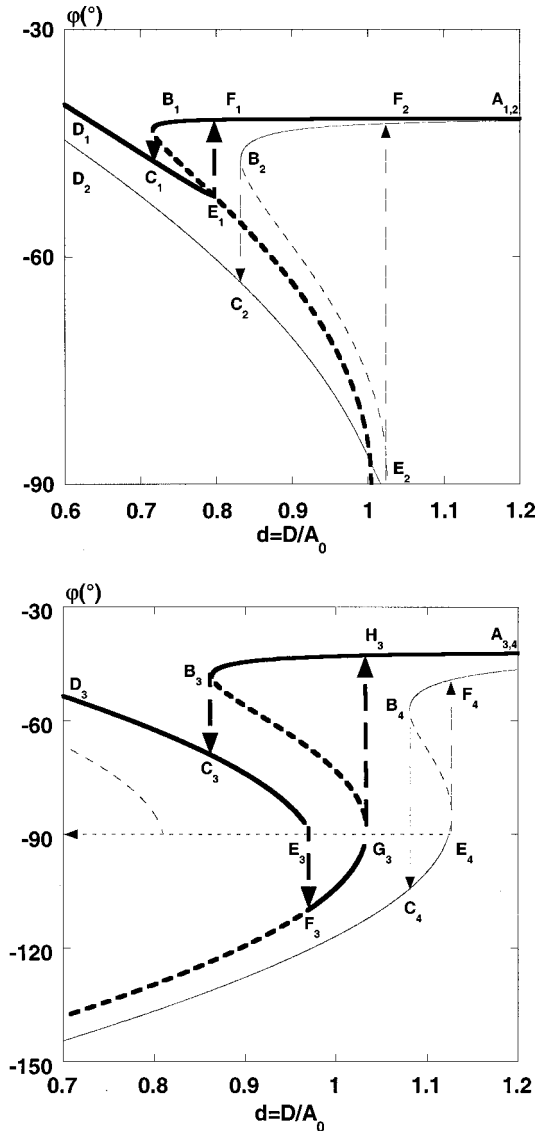 φ(°)
-30
B₁ F₁ F₂ A₁,₂
D₁
D₂
B₂
C₁
E₁
-60
C₂
E₂
-90
0.6 0.7 0.8 0.9 1 1.1 1.2
d=D/A₀
φ(°)
-30
H₃ A₃,₄
D₃ B₃ F₄
-60 B₄
C₃
-90
E₃ G₃ E₄
C₄
F₃
-120
-150
0.7 0.8 0.9 1 1.1 1.2
d=D/A₀